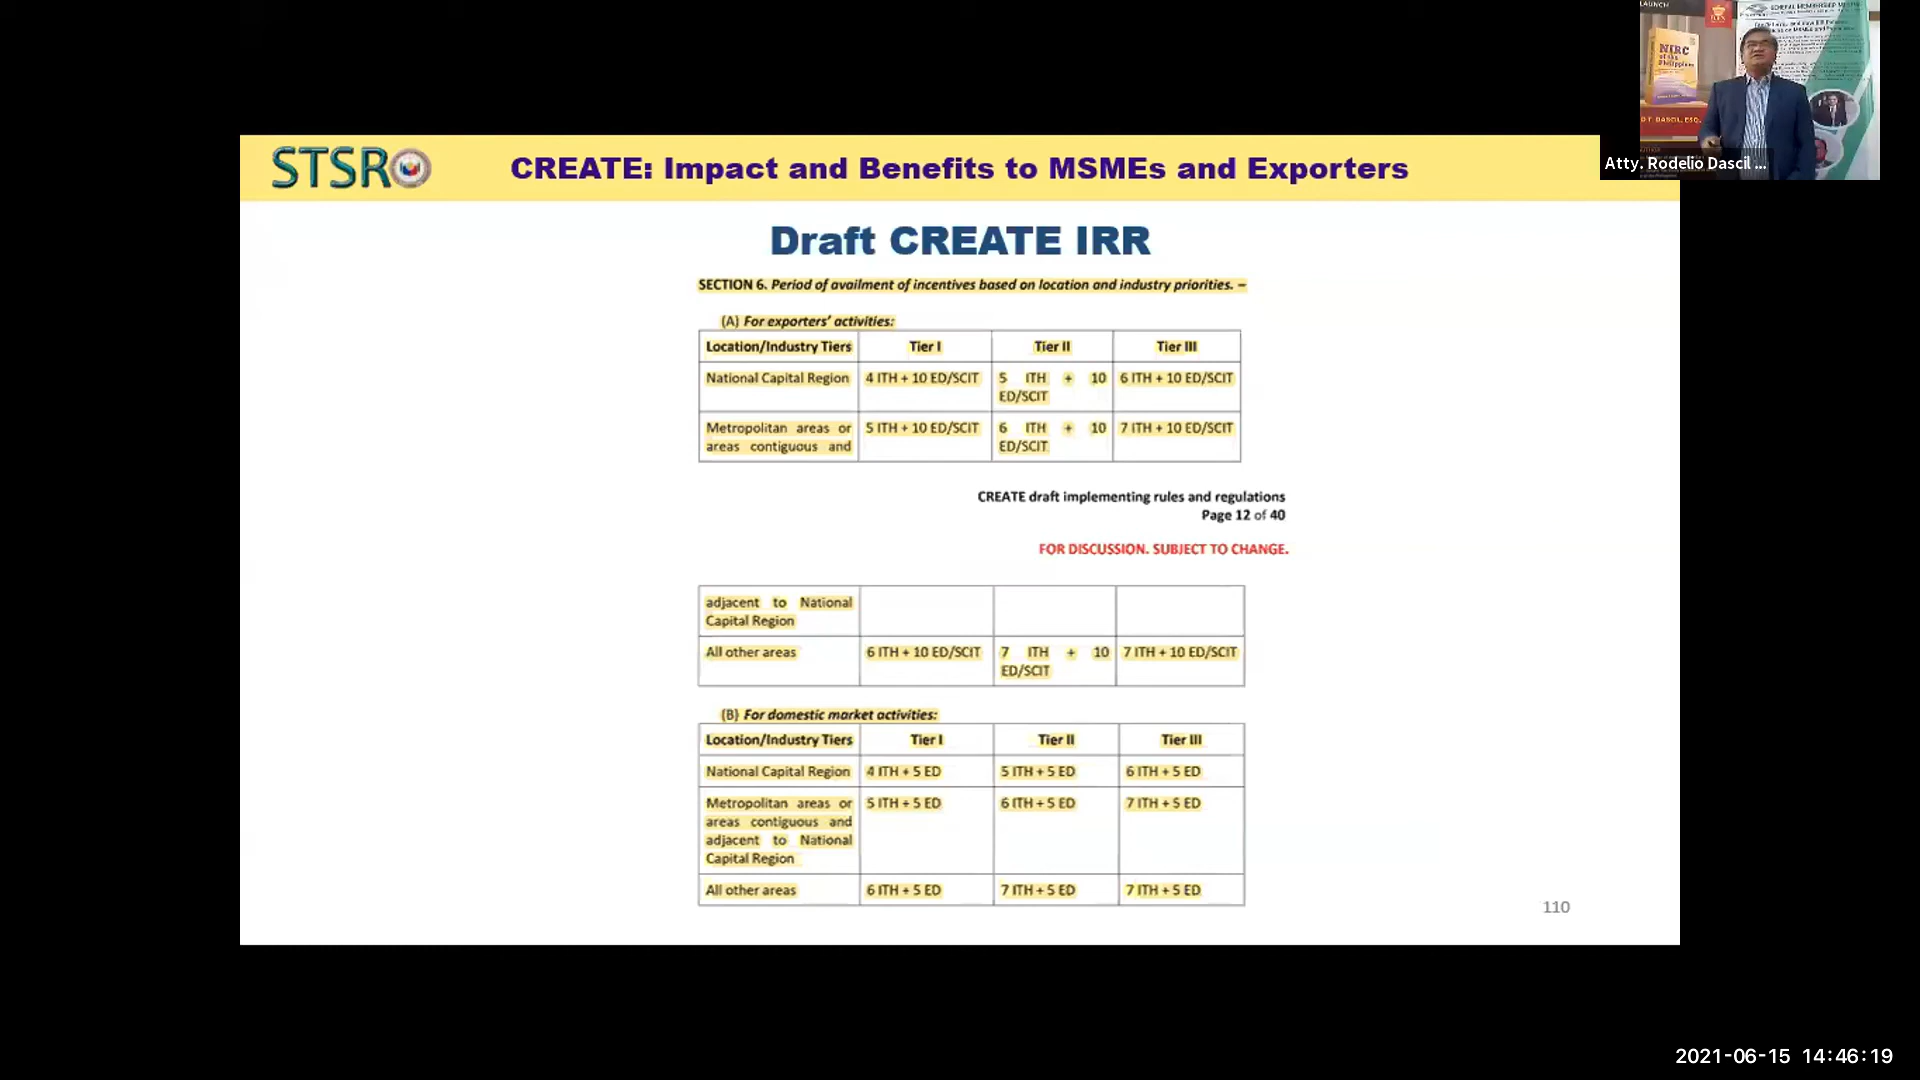 STSR
CREATE: Impact and Benefits to MSMEs and Exporters
Draft CREATE IRR
SECTION 6. Period of availment of incentives based on location and industry priorities. –
(A) For exporters' activities:
Location/Industry Tiers Tier I Tier II Tier III
National Capital Region 4 ITH + 10 ED/SCIT 5 ITH + 10 6 ITH + 10 ED/SCIT
ED/SCIT
Metropolitan areas or 5 ITH + 10 ED/SCIT 6 ITH + 10 7 ITH + 10 ED/SCIT
areas contiguous and ED/SCIT
CREATE draft implementing rules and regulations
Page 12 of 40
FOR DISCUSSION. SUBJECT TO CHANGE.
adjacent to National
Capital Region
All other areas 6 ITH + 10 ED/SCIT 7 ITH + 10 7 ITH + 10 ED/SCIT
ED/SCIT
(B) For domestic market activities:
Location/Industry Tiers Tier I Tier II Tier III
National Capital Region 4 ITH + 5 ED 5 ITH + 5 ED 6 ITH + 5 ED
Metropolitan areas or 5 ITH + 5 ED 6 ITH + 5 ED 7 ITH + 5 ED
areas contiguous and
adjacent to National
Capital Region
All other areas 6 ITH + 5 ED 7 ITH + 5 ED 7 ITH + 5 ED
110
LAUNCH
NIRC
of the
Philippines
DASCIL, ESQ.
GENERAL MEMBERSHIP
Atty. Rodelio Dascil ...
2021-06-15 14:46:19